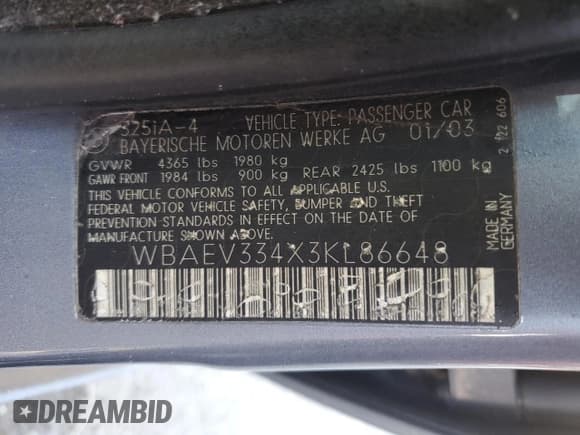 325iA-4 VEHICLE TYPE: PASSENGER CAR
BAYERISCHE MOTOREN WERKE AG 01/03
GVWR 4365 lbs 1980 kg
GAWR FRONT 1984 lbs 900 kg REAR 2425 lbs 1100 kg
THIS VEHICLE CONFORMS TO ALL APPLICABLE U.S.
FEDERAL MOTOR VEHICLE SAFETY, BUMPER AND THEFT
PREVENTION STANDARDS IN EFFECT ON THE DATE OF
MANUFACTURE SHOWN ABOVE.
WBAEV334X3KL86648
MADE IN
GERMANY
2 122 606
DREAMBID